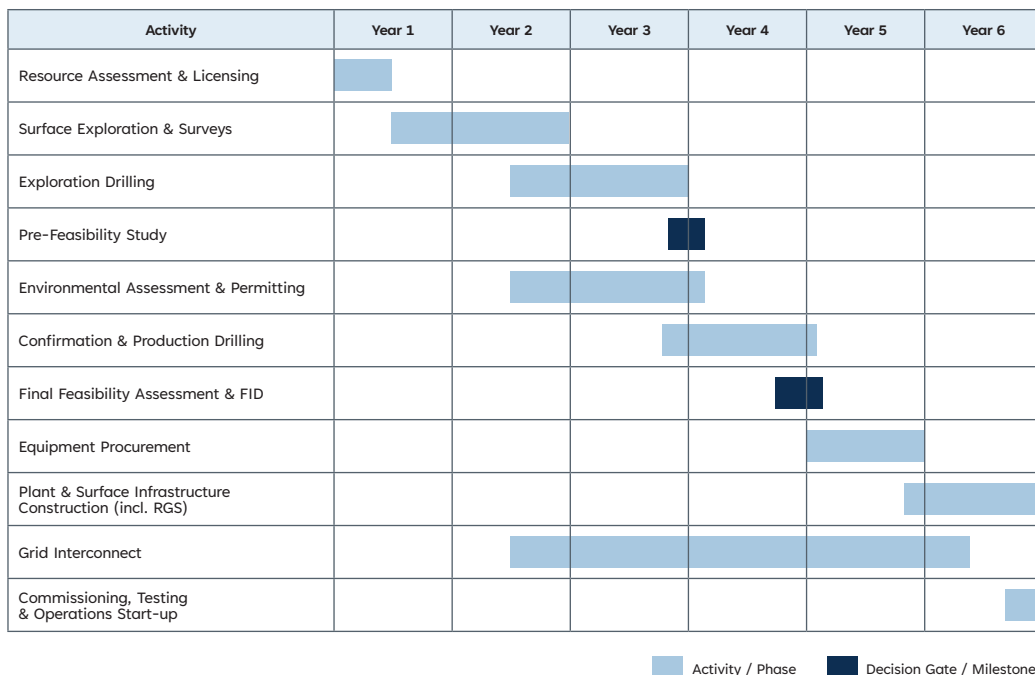 Activity Year 1 Year 2 Year 3 Year 4 Year 5 Year 6
Resource Assessment & Licensing
Surface Exploration & Surveys
Exploration Drilling
Pre-Feasibility Study
Environmental Assessment & Permitting
Confirmation & Production Drilling
Final Feasibility Assessment & FID
Equipment Procurement
Plant & Surface Infrastructure
Construction (incl. RGS)
Grid Interconnect
Commissioning, Testing
& Operations Start-up
Activity / Phase Decision Gate / Milestone